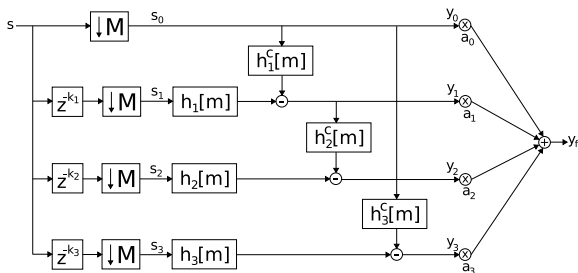 s ↓M s₀ y₀ a₀
h₁ᶜ[m]
z⁻ᵏ¹ ↓M s₁ h₁[m] - y₁ a₁
h₂ᶜ[m] + y_f
z⁻ᵏ² ↓M s₂ h₂[m] - y₂ a₂
h₃ᶜ[m]
z⁻ᵏ³ ↓M s₃ h₃[m] - y₃ a₃